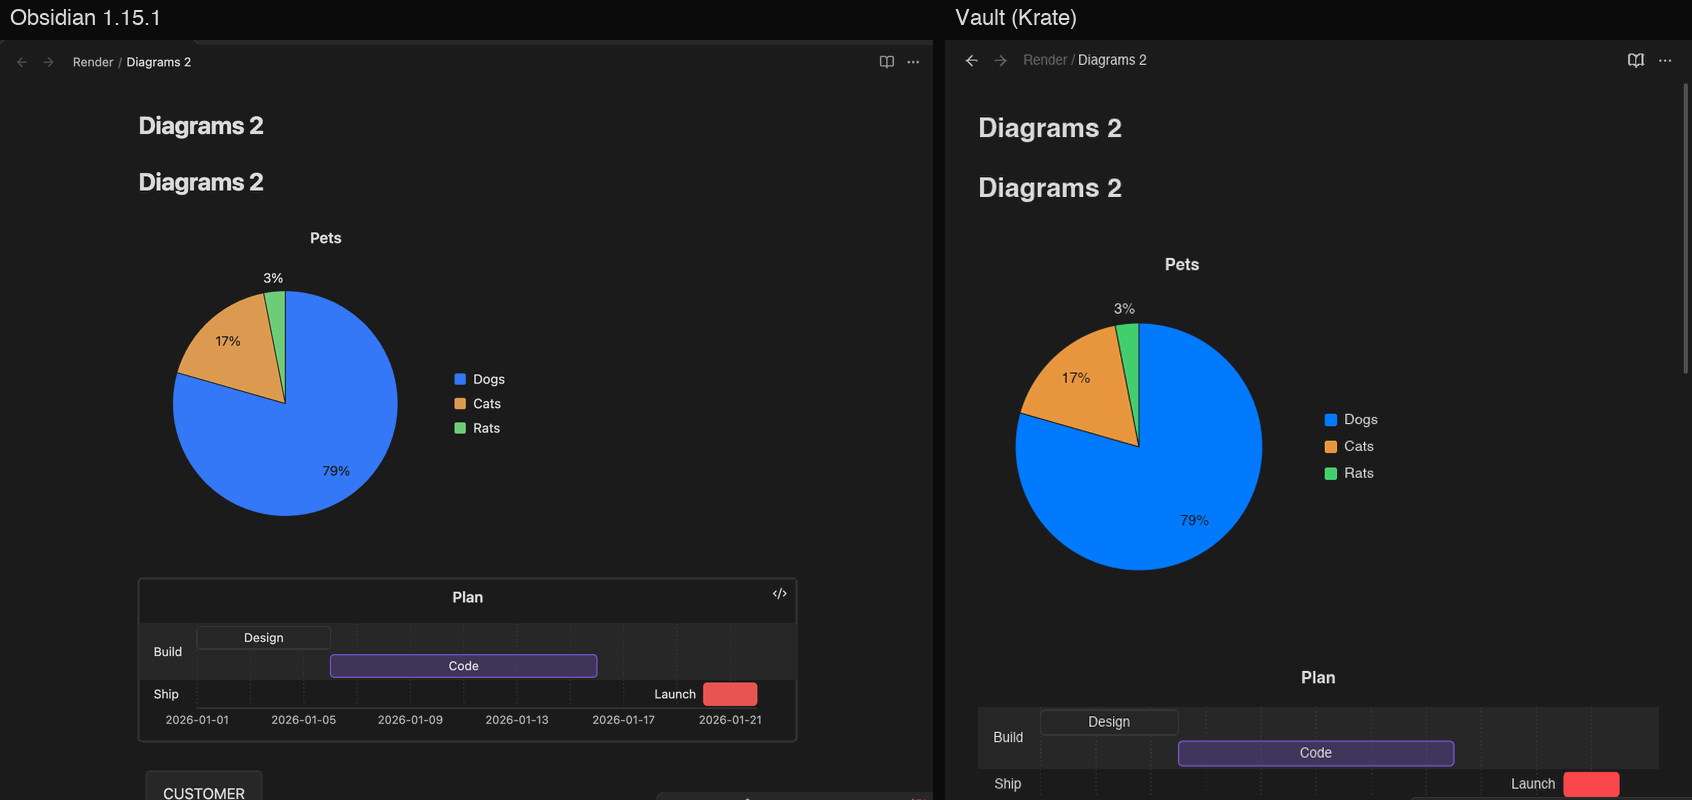 Obsidian 1.15.1
Render / Diagrams 2
Diagrams 2
Diagrams 2
Pets
3%
17%
79%
Dogs
Cats
Rats
Plan
Build
Design
Code
Ship
Launch
2026-01-01 2026-01-05 2026-01-09 2026-01-13 2026-01-17 2026-01-21
CUSTOMER
Vault (Krate)
Render / Diagrams 2
Diagrams 2
Diagrams 2
Pets
3%
17%
79%
Dogs
Cats
Rats
Plan
Build
Design
Code
Ship
Launch